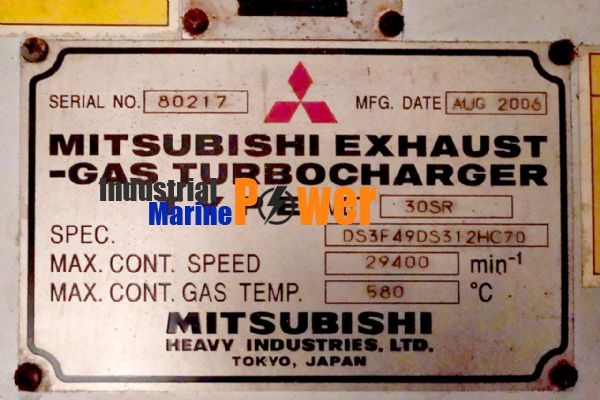 SERIAL NO. 80217 MFG. DATE AUG 2006
MITSUBISHI EXHAUST
-GAS TURBOCHARGER
Industrial
Marine Power
30SR
SPEC. DS3F49DS312HC70
MAX. CONT. SPEED 29400 min-1
MAX. CONT. GAS TEMP. 580 °C
MITSUBISHI
HEAVY INDUSTRIES, LTD.
TOKYO, JAPAN